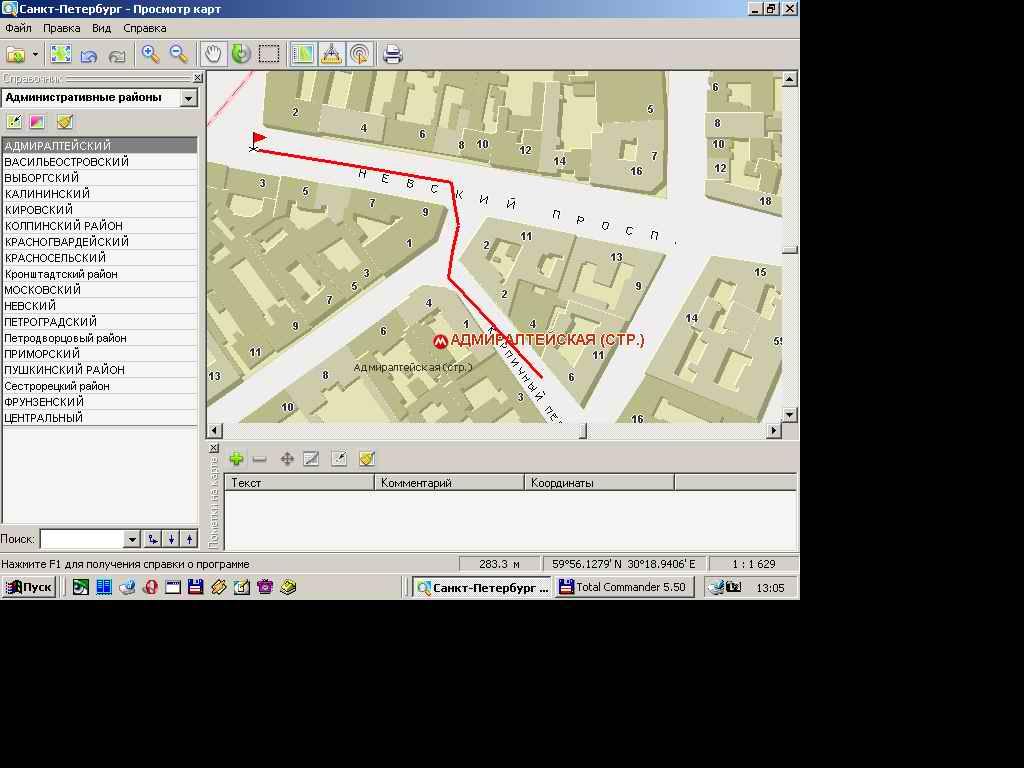 Санкт-Петербург - Просмотр карт
Файл Правка Вид Справка
Справочник
Административные районы
АДМИРАЛТЕЙСКИЙ
ВАСИЛЬЕОСТРОВСКИЙ
ВЫБОРГСКИЙ
КАЛИНИНСКИЙ
КИРОВСКИЙ
КОЛПИНСКИЙ РАЙОН
КРАСНОГВАРДЕЙСКИЙ
КРАСНОСЕЛЬСКИЙ
Кронштадтский район
МОСКОВСКИЙ
НЕВСКИЙ
ПЕТРОГРАДСКИЙ
Петродворцовый район
ПРИМОРСКИЙ
ПУШКИНСКИЙ РАЙОН
Сестрорецкий район
ФРУНЗЕНСКИЙ
ЦЕНТРАЛЬНЫЙ
Поиск:
2 4 6 8 10 12 14 16 5 7
6 8 10 12 18
3 5 7 9 1
НЕВСКИЙ ПРОСП.
3 5 7 9 11 13
2 11 13 9 2 4 11 6
15 14 16
4 1 6 8 10 3
М АДМИРАЛТЕЙСКАЯ (СТР.)
Адмиралтейская (стр.)
КИРПИЧНЫЙ ПЕ
Пометки на карте
Текст Комментарий Координаты
Нажмите F1 для получения справки о программе
283.3 м 59°56.1279' N 30°18.9406' E 1 : 1 629
Пуск Санкт-Петербург ... Total Commander 5.50 13:05